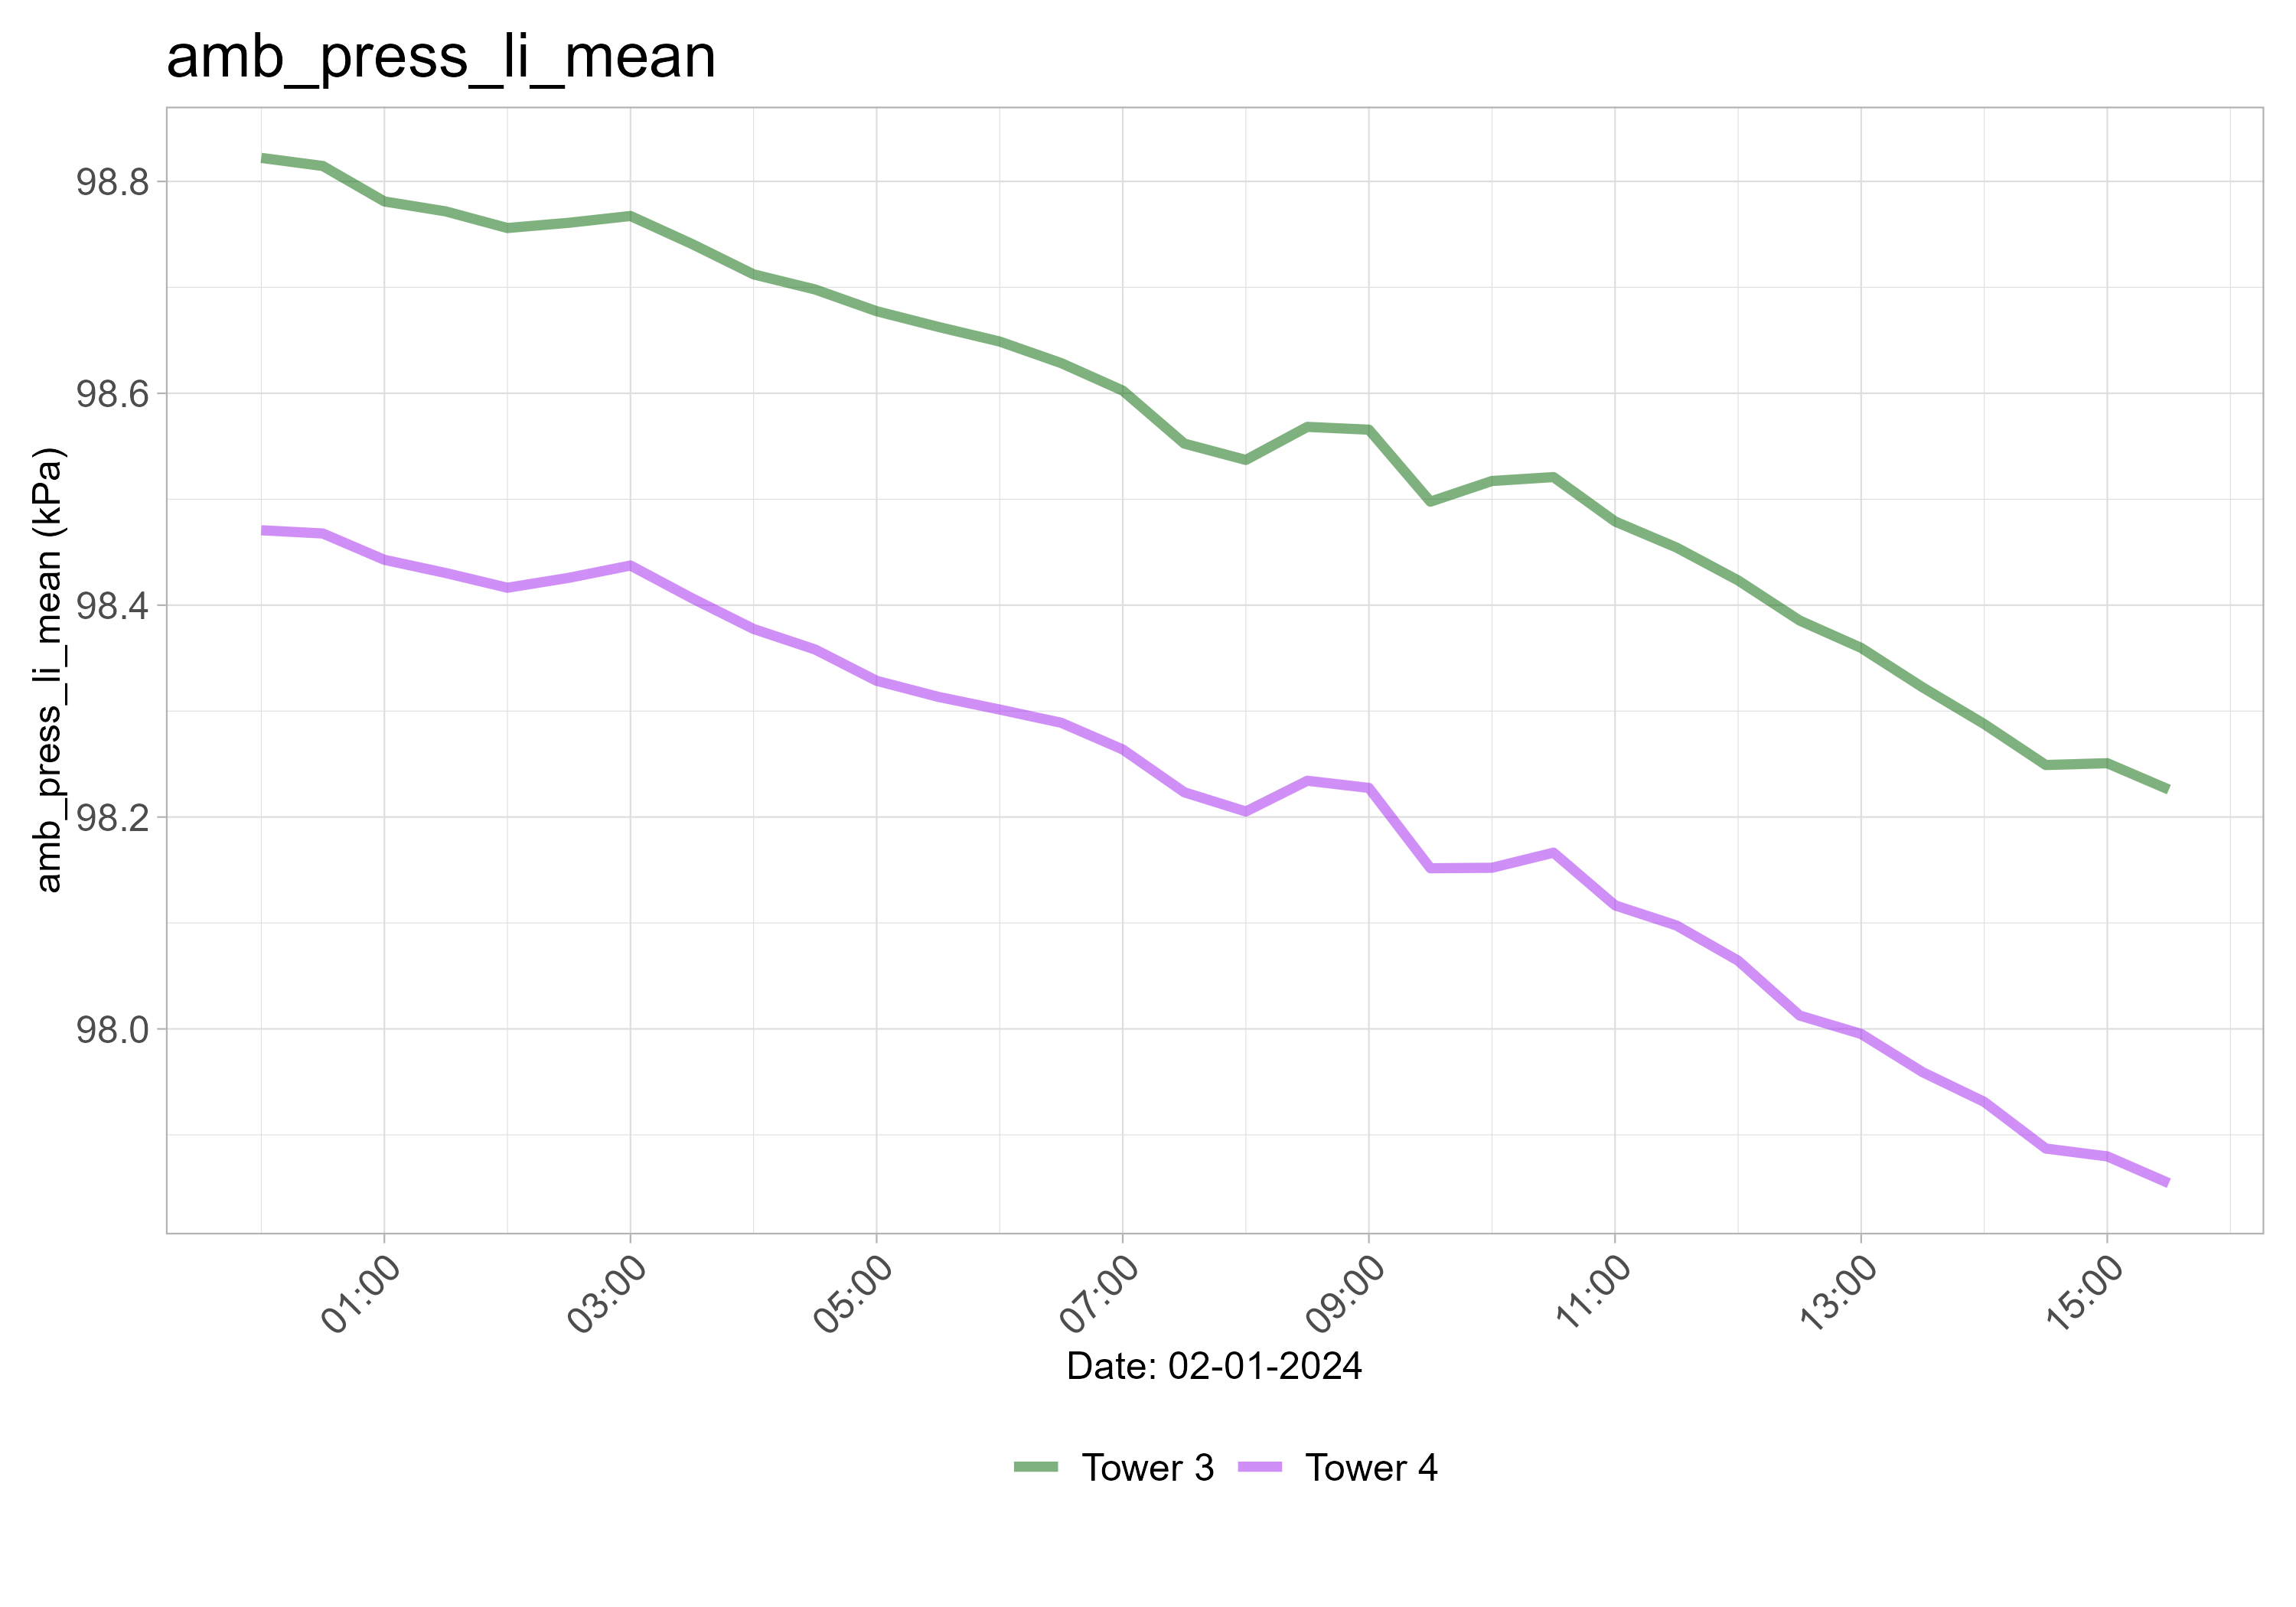 amb_press_li_mean
amb_press_li_mean (kPa)
98.8
98.6
98.4
98.2
98.0
01:00 03:00 05:00 07:00 09:00 11:00 13:00 15:00
Date: 02-01-2024
Tower 3 Tower 4